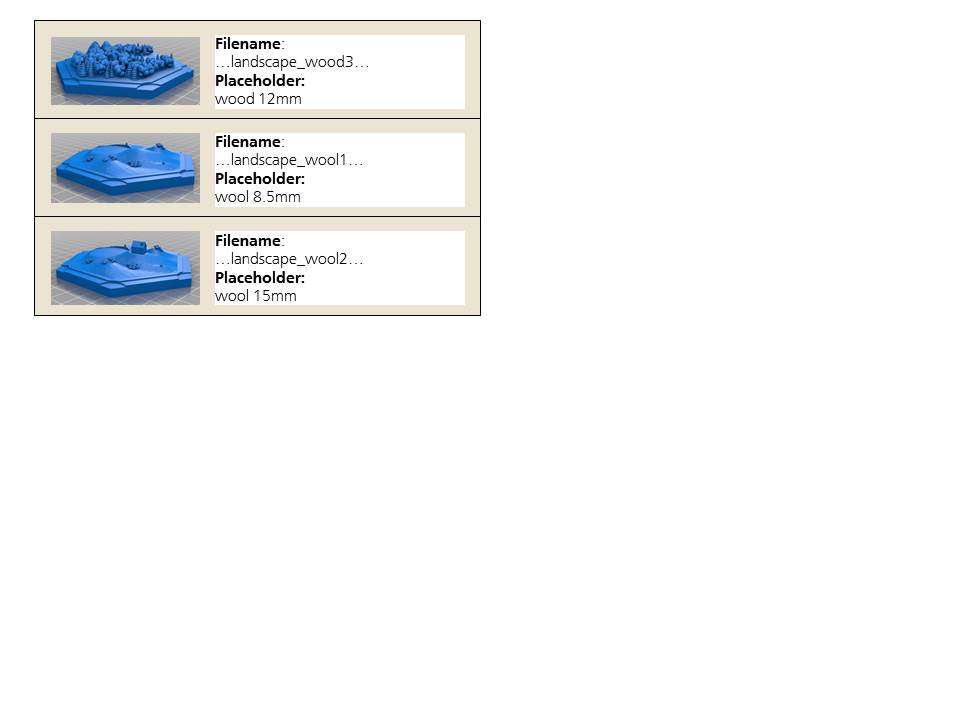 Filename:
…landscape_wood3…
Placeholder:
wood 12mm
Filename:
…landscape_wool1…
Placeholder:
wool 8.5mm
Filename:
…landscape_wool2…
Placeholder:
wool 15mm